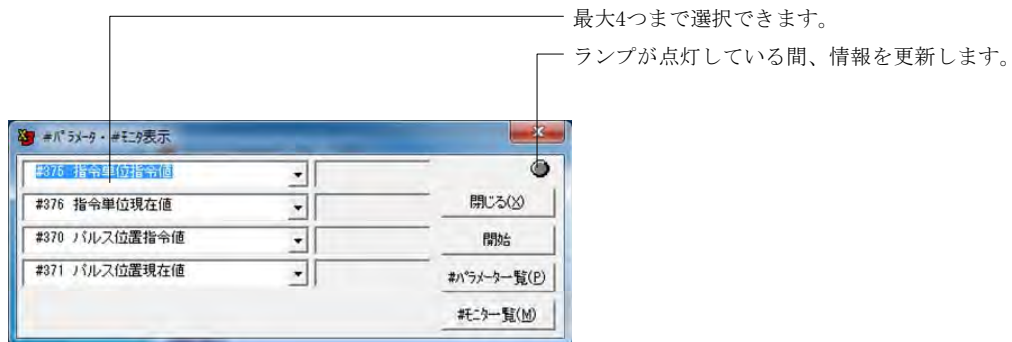 最大4つまで選択できます。
ランプが点灯している間、情報を更新します。
#パラメータ・#モニタ表示
#375 指令単位指令値
#376 指令単位現在値
閉じる(X)
#370 パルス位置指令値
開始
#371 パルス位置現在値
#パラメーター覧(P)
#モニター覧(M)